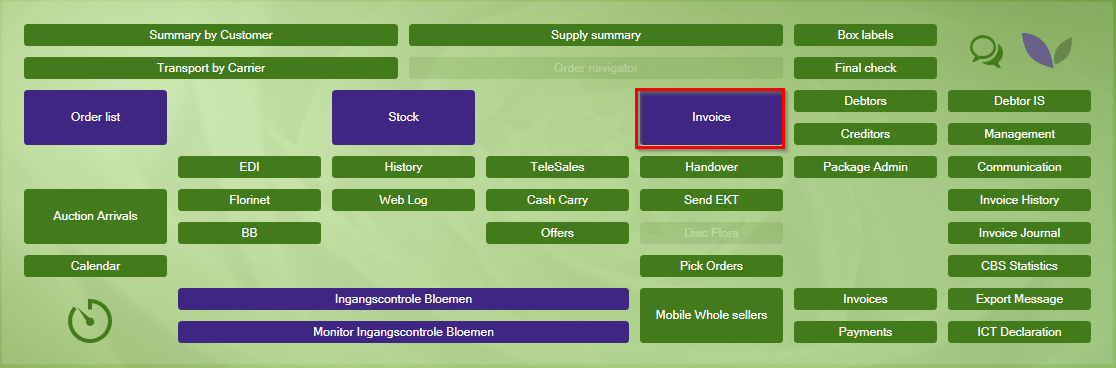 Summary by Customer
Supply summary
Box labels
Transport by Carrier
Order navigator
Final check
Order list
Stock
Invoice
Debtors
Debtor IS
Creditors
Management
EDI
History
TeleSales
Handover
Package Admin
Communication
Auction Arrivals
Florinet
Web Log
Cash Carry
Send EKT
Invoice History
BB
Offers
Disc Flora
Invoice Journal
Calendar
Pick Orders
CBS Statistics
Ingangscontrole Bloemen
Mobile Whole sellers
Invoices
Export Message
Monitor Ingangscontrole Bloemen
Payments
ICT Declaration